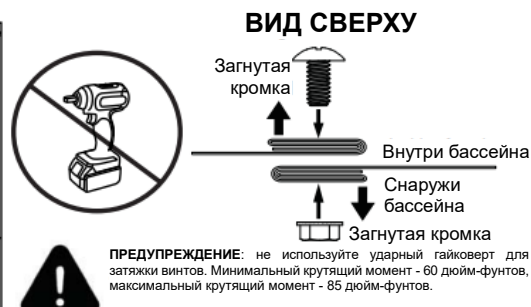 ВИД СВЕРХУ
Загнутая
кромка
Внутри бассейна
Снаружи
бассейна
Загнутая кромка
ПРЕДУПРЕЖДЕНИЕ: не используйте ударный гайковерт для
затяжки винтов. Минимальный крутящий момент - 60 дюйм-фунтов,
максимальный крутящий момент - 85 дюйм-фунтов.